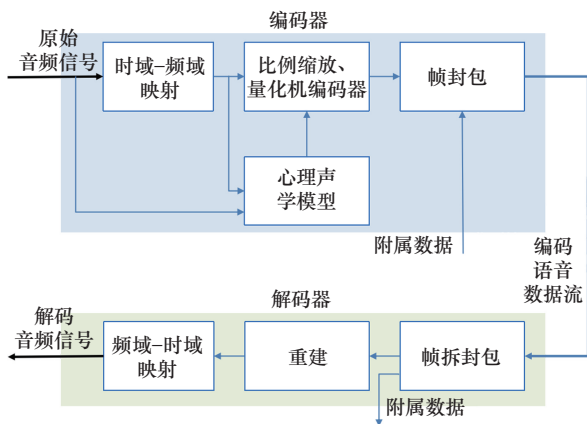 编码器
原始
音频信号
时域–频域
映射
比例缩放、
量化机编码器
帧封包
心理声
学模型
附属数据
编码
语音
数据流
解码器
解码
音频信号
频域–时域
映射
重建
帧拆封包
附属数据